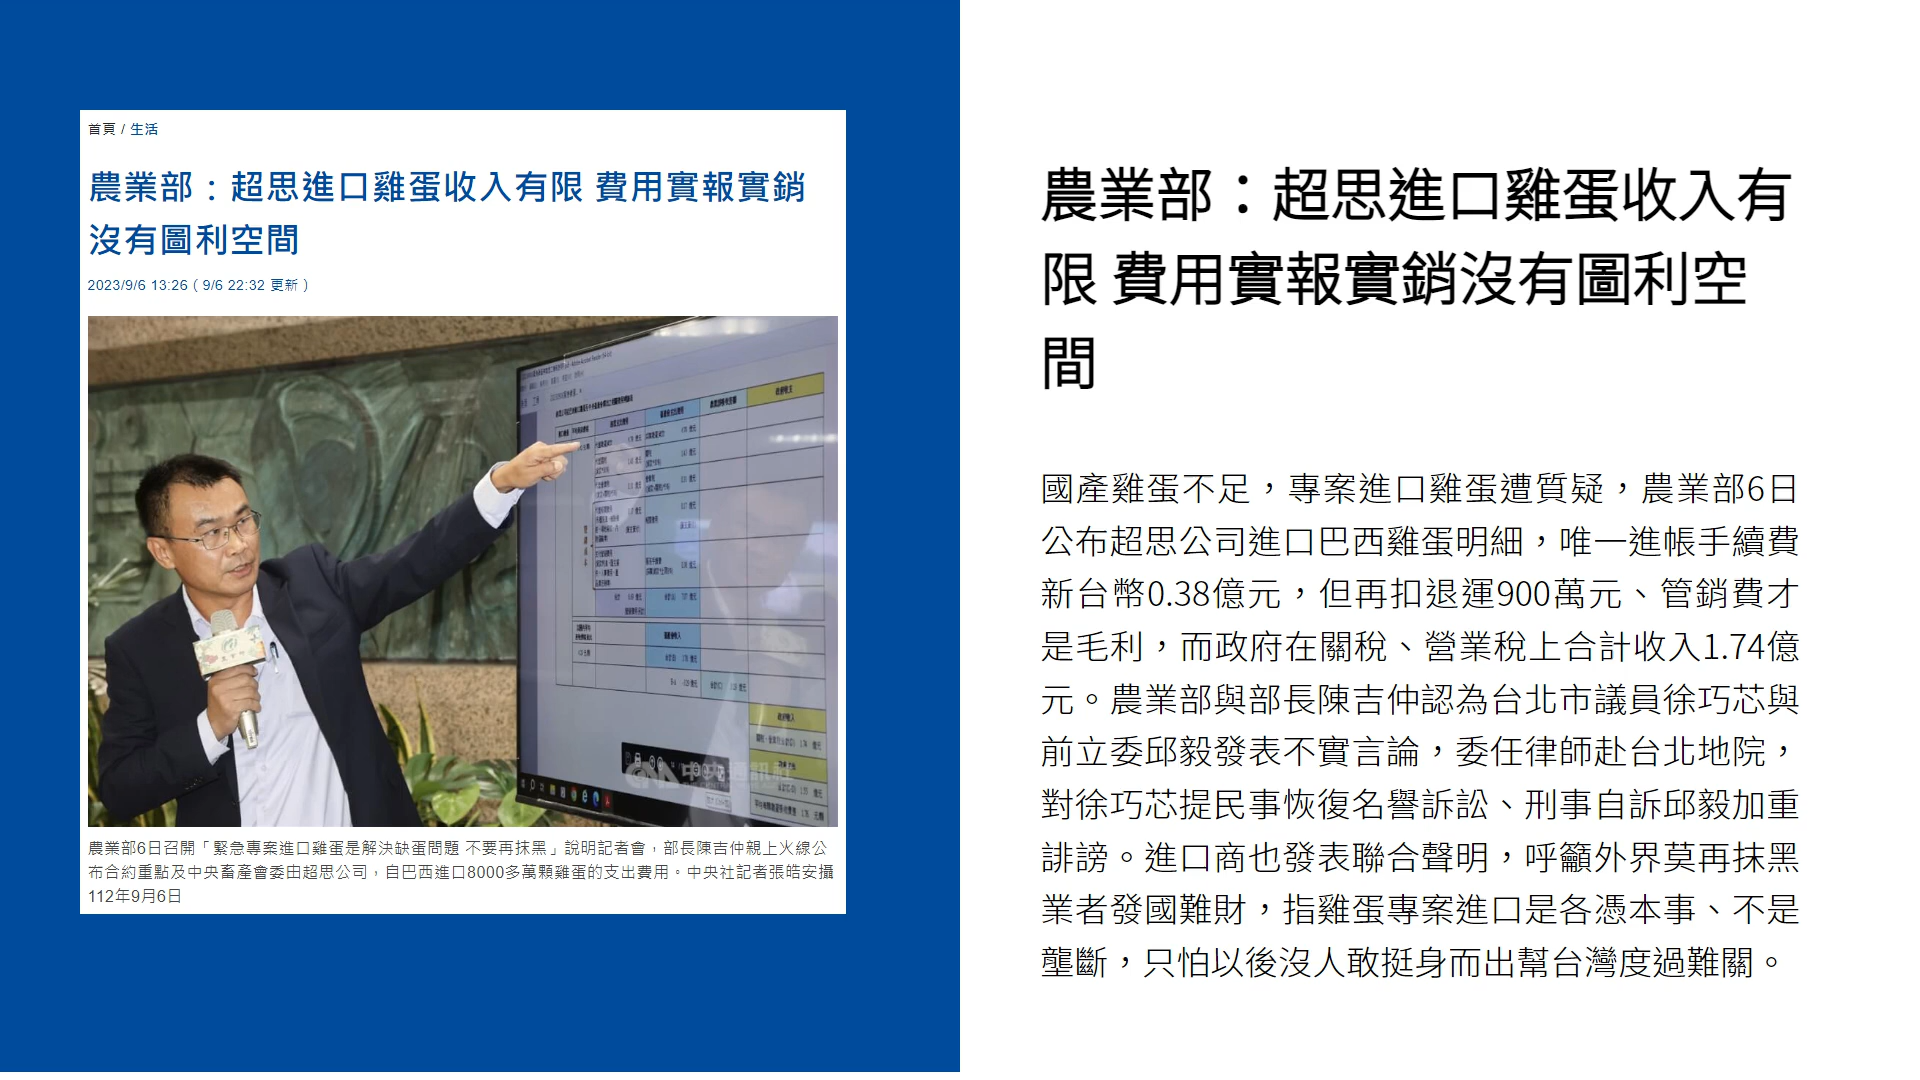 首頁 / 生活
農業部：超思進口雞蛋收入有限 費用實報實銷
沒有圖利空間
2023/9/6 13:26（9/6 22:32 更新）
中央通訊社
農業部6日召開「緊急專案進口雞蛋是解決缺蛋問題 不要再抹黑」說明記者會，部長陳吉仲親上火線公
布合約重點及中央畜產會委由超思公司，自巴西進口8000多萬顆雞蛋的支出費用。中央社記者張皓安攝
112年9月6日
農業部：超思進口雞蛋收入有
限 費用實報實銷沒有圖利空
間
國產雞蛋不足，專案進口雞蛋遭質疑，農業部6日
公布超思公司進口巴西雞蛋明細，唯一進帳手續費
新台幣0.38億元，但再扣退運900萬元、管銷費才
是毛利，而政府在關稅、營業稅上合計收入1.74億
元。農業部與部長陳吉仲認為台北市議員徐巧芯與
前立委邱毅發表不實言論，委任律師赴台北地院，
對徐巧芯提民事恢復名譽訴訟、刑事自訴邱毅加重
誹謗。進口商也發表聯合聲明，呼籲外界莫再抹黑
業者發國難財，指雞蛋專案進口是各憑本事、不是
壟斷，只怕以後沒人敢挺身而出幫台灣度過難關。